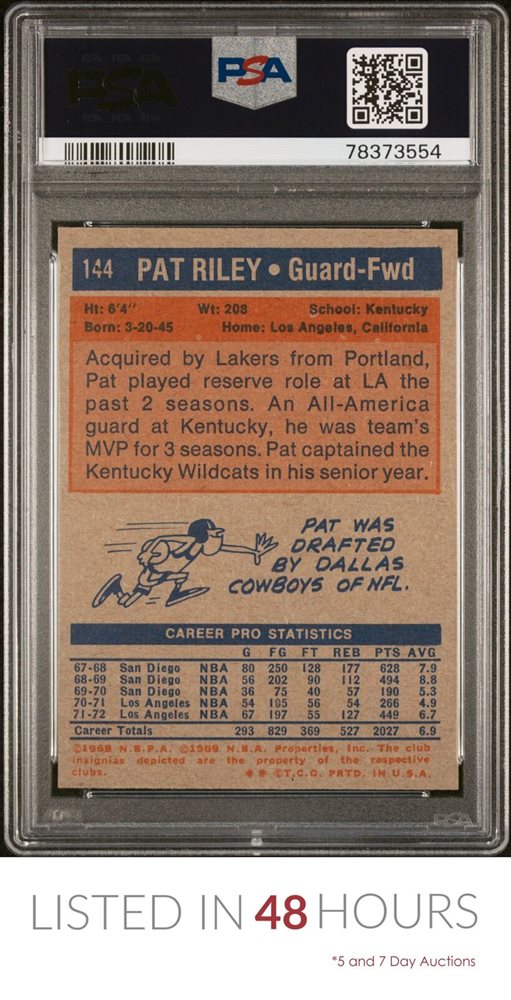 PSA
PSA
78373554
144 PAT RILEY • Guard-Fwd
Ht: 6'4" Wt: 208 School: Kentucky
Born: 3-20-45 Home: Los Angeles, California
Acquired by Lakers from Portland,
Pat played reserve role at LA the
past 2 seasons. An All-America
guard at Kentucky, he was team's
MVP for 3 seasons. Pat captained the
Kentucky Wildcats in his senior year.
PAT WAS
DRAFTED
BY DALLAS
COWBOYS OF NFL.
CAREER PRO STATISTICS
G FG FT REB PTS AVG
67-68 San Diego NBA 80 250 128 177 628 7.9
68-69 San Diego NBA 56 202 90 112 494 8.8
69-70 San Diego NBA 36 75 40 57 190 5.3
70-71 Los Angeles NBA 54 105 56 54 266 4.9
71-72 Los Angeles NBA 67 197 55 127 449 6.7
Career Totals 293 829 369 527 2027 6.9
©1968 N.B.P.A. ©1969 N.B.A. Properties, Inc. The club
insignias depicted are the property of the respective
clubs. ** ©T.C.G. PRTD. IN U.S.A.
PSA
LISTED IN 48 HOURS
*5 and 7 Day Auctions